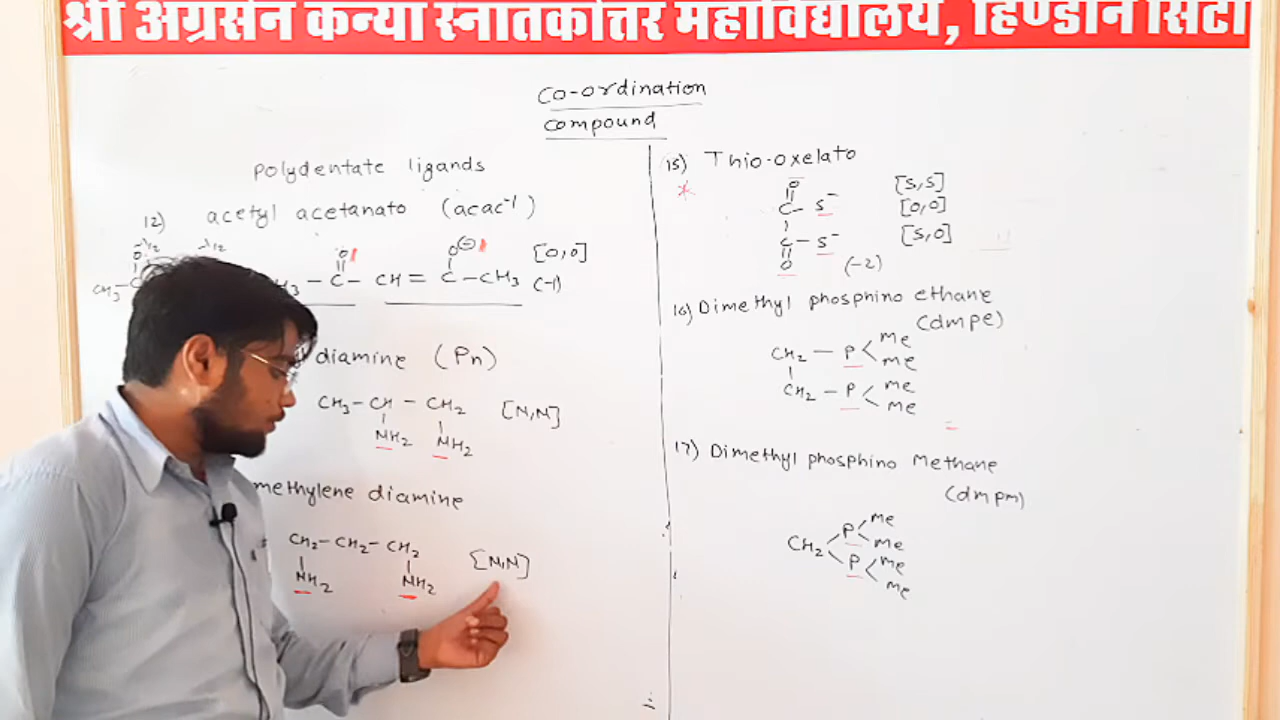 श्री अग्रसेन कन्या स्नातकोत्तर महाविद्यालय, हिण्डौन सिटी
Co-ordination
compound
Polydentate ligands
12) acetyl acetanato (acac⁻¹)
O O⊖ [O,O]
– C – CH = C – CH3 (-1)
CH3
diamine (Pn)
CH3 – CH – CH2 [N,N]
NH2 NH2
methylene diamine
CH2 – CH2 – CH2 [N,N]
NH2 NH2
15) Thio-oxelato
*
O [S,S]
C – S⁻ [O,O]
C – S⁻ [S,O]
O (-2)
16) Dimethyl phosphino ethane
(dmpe)
CH2 — P < Me
Me
CH2 – P < Me
Me
17) Dimethyl phosphino Methane
(dmpm)
P < Me
Me
CH2
P < Me
Me